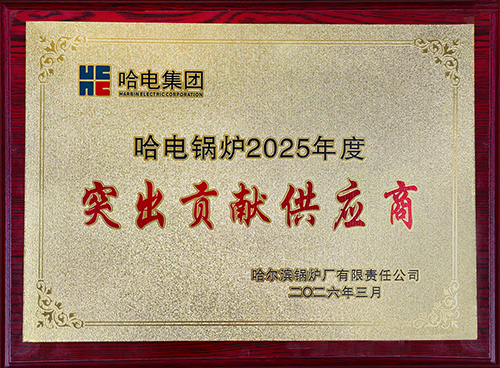 哈电集团
HARBIN ELECTRIC CORPORATION
哈电锅炉2025年度
突出贡献供应商
哈尔滨锅炉厂有限责任公司
二〇二六年三月